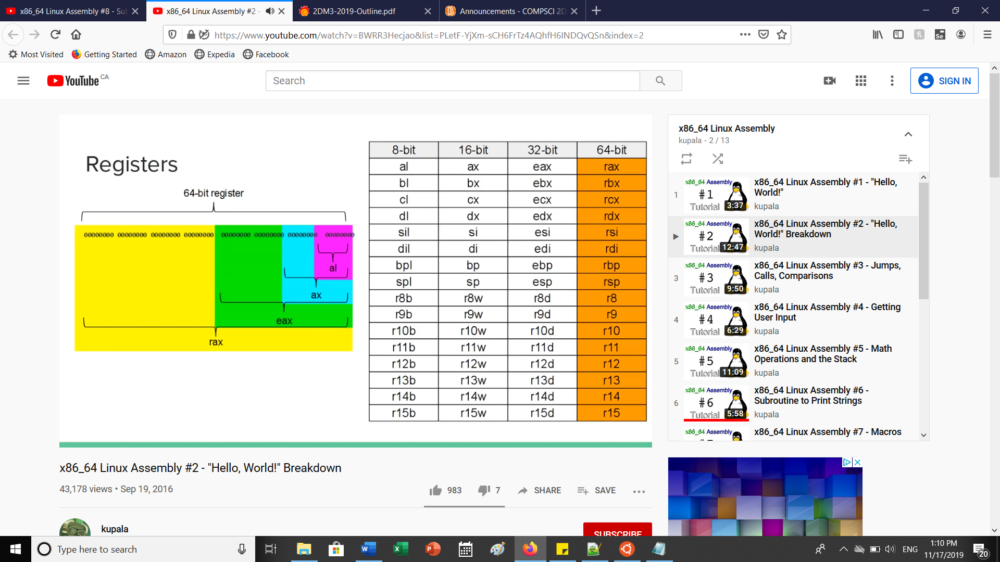 x86_64 Linux Assembly #8 - Sub
x86_64 Linux Assembly #2 -
2DM3-2019-Outline.pdf
Announcements - COMPSCI 2D
https://www.youtube.com/watch?v=BWRR3Hecjao&list=PLetF-YjXm-sCH6FrTz4AQhfH6INDQvQSn&index=2
Se
Most Visited
Getting Started
Amazon
Expedia
Facebook
YouTube CA
Search
SIGN IN
Registers
64-bit register
00000000 00000000 00000000 00000000 00000000 00000000 00000000 00000000
al
ax
eax
rax
8-bit 16-bit 32-bit 64-bit
al ax eax rax
bl bx ebx rbx
cl cx ecx rcx
dl dx edx rdx
sil si esi rsi
dil di edi rdi
bpl bp ebp rbp
spl sp esp rsp
r8b r8w r8d r8
r9b r9w r9d r9
r10b r10w r10d r10
r11b r11w r11d r11
r12b r12w r12d r12
r13b r13w r13d r13
r14b r14w r14d r14
r15b r15w r15d r15
x86_64 Linux Assembly #2 - "Hello, World!" Breakdown
43,178 views • Sep 19, 2016
983
7
SHARE
SAVE
kupala
SUBSCRIBE
x86_64 Linux Assembly
kupala - 2 / 13
1
x86_64 Assembly
#1
Tutorial
3:37
x86_64 Linux Assembly #1 - "Hello,
World!"
kupala
x86_64 Assembly
#2
Tutorial
12:47
x86_64 Linux Assembly #2 - "Hello,
World!" Breakdown
kupala
3
x86_64 Assembly
#3
Tutorial
9:50
x86_64 Linux Assembly #3 - Jumps,
Calls, Comparisons
kupala
4
x86_64 Assembly
#4
Tutorial
6:29
x86_64 Linux Assembly #4 - Getting
User Input
kupala
5
x86_64 Assembly
#5
Tutorial
11:09
x86_64 Linux Assembly #5 - Math
Operations and the Stack
kupala
6
x86_64 Assembly
#6
Tutorial
5:58
x86_64 Linux Assembly #6 -
Subroutine to Print Strings
kupala
x86_64 Assembly
x86_64 Linux Assembly #7 - Macros
Type here to search
ENG
1:10 PM
11/17/2019
20